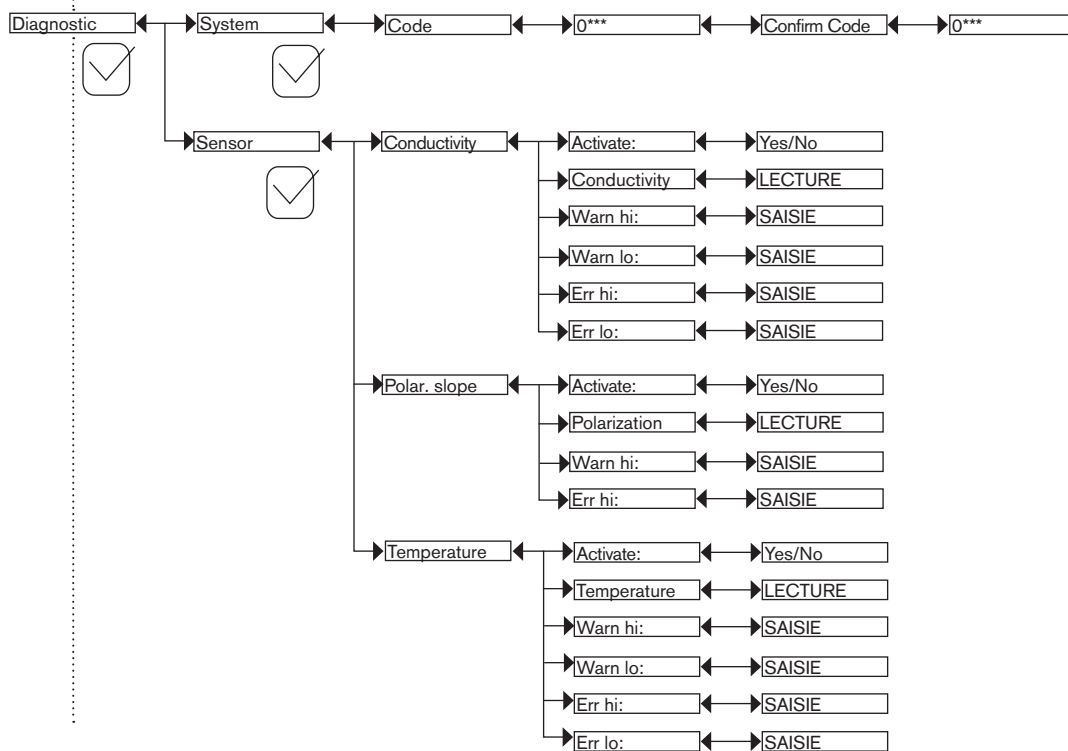 Diagnostic System Code 0*** Confirm Code 0***
Sensor Conductivity Activate: Yes/No
Conductivity LECTURE
Warn hi: SAISIE
Warn lo: SAISIE
Err hi: SAISIE
Err lo: SAISIE
Polar. slope Activate: Yes/No
Polarization LECTURE
Warn hi: SAISIE
Err hi: SAISIE
Temperature Activate: Yes/No
Temperature LECTURE
Warn hi: SAISIE
Warn lo: SAISIE
Err hi: SAISIE
Err lo: SAISIE